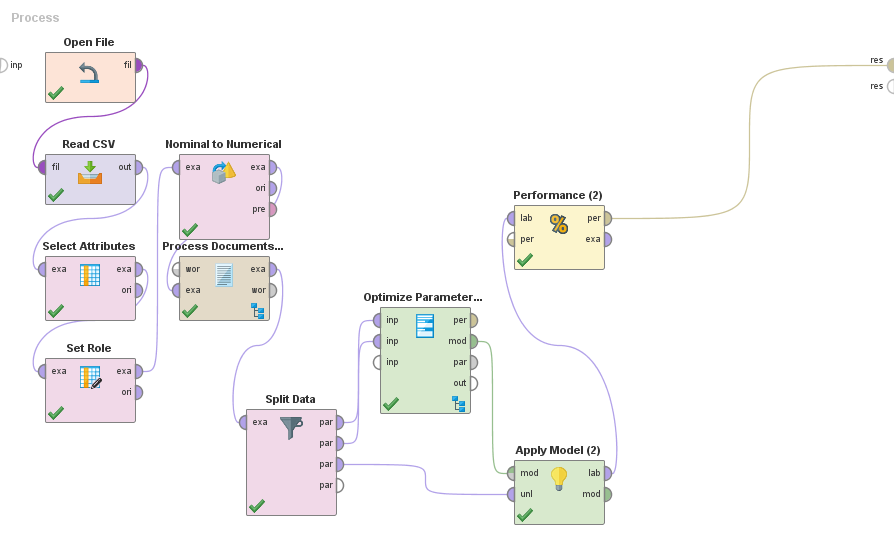 Process
inp
Open File
fil
res
res
Read CSV
fil
out
Nominal to Numerical
exa
exa
ori
pre
Select Attributes
exa
exa
ori
Process Documents...
wor
exa
exa
wor
Performance (2)
lab
per
per
exa
Set Role
exa
exa
ori
Optimize Parameter...
inp
per
inp
mod
inp
par
out
Split Data
exa
par
par
par
par
Apply Model (2)
mod
lab
unl
mod